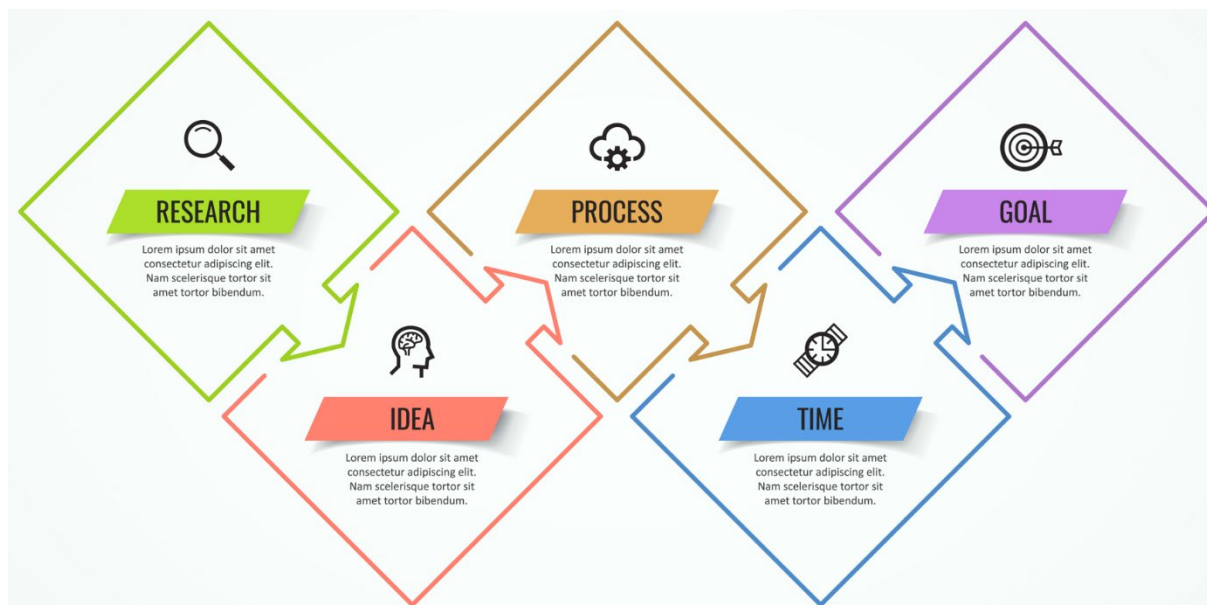 RESEARCH
Lorem ipsum dolor sit amet
consectetur adipiscing elit.
Nam scelerisque tortor sit
amet tortor bibendum.
IDEA
Lorem ipsum dolor sit amet
consectetur adipiscing elit.
Nam scelerisque tortor sit
amet tortor bibendum.
PROCESS
Lorem ipsum dolor sit amet
consectetur adipiscing elit.
Nam scelerisque tortor sit
amet tortor bibendum.
TIME
Lorem ipsum dolor sit amet
consectetur adipiscing elit.
Nam scelerisque tortor sit
amet tortor bibendum.
GOAL
Lorem ipsum dolor sit amet
consectetur adipiscing elit.
Nam scelerisque tortor sit
amet tortor bibendum.